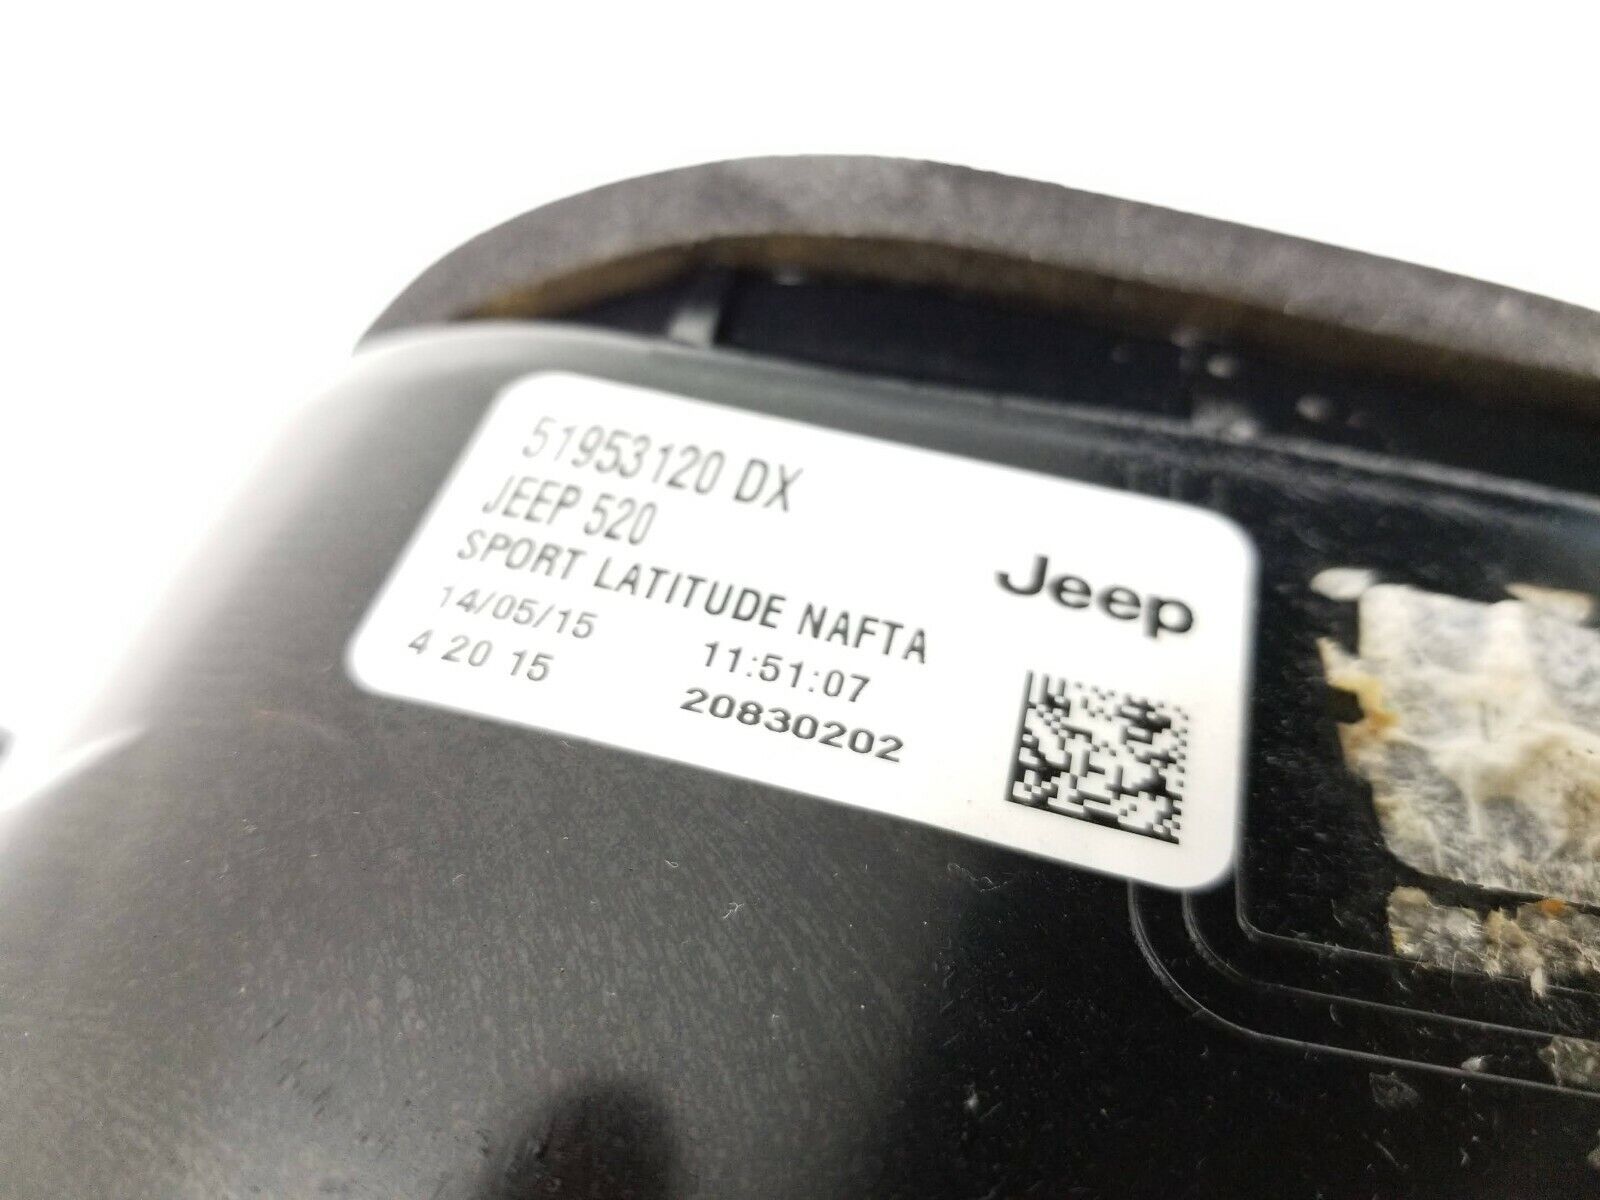 51953120 DX
JEEP 520
SPORT LATITUDE NAFTA
14/05/15 11:51:07
4 20 15 20830202
Jeep